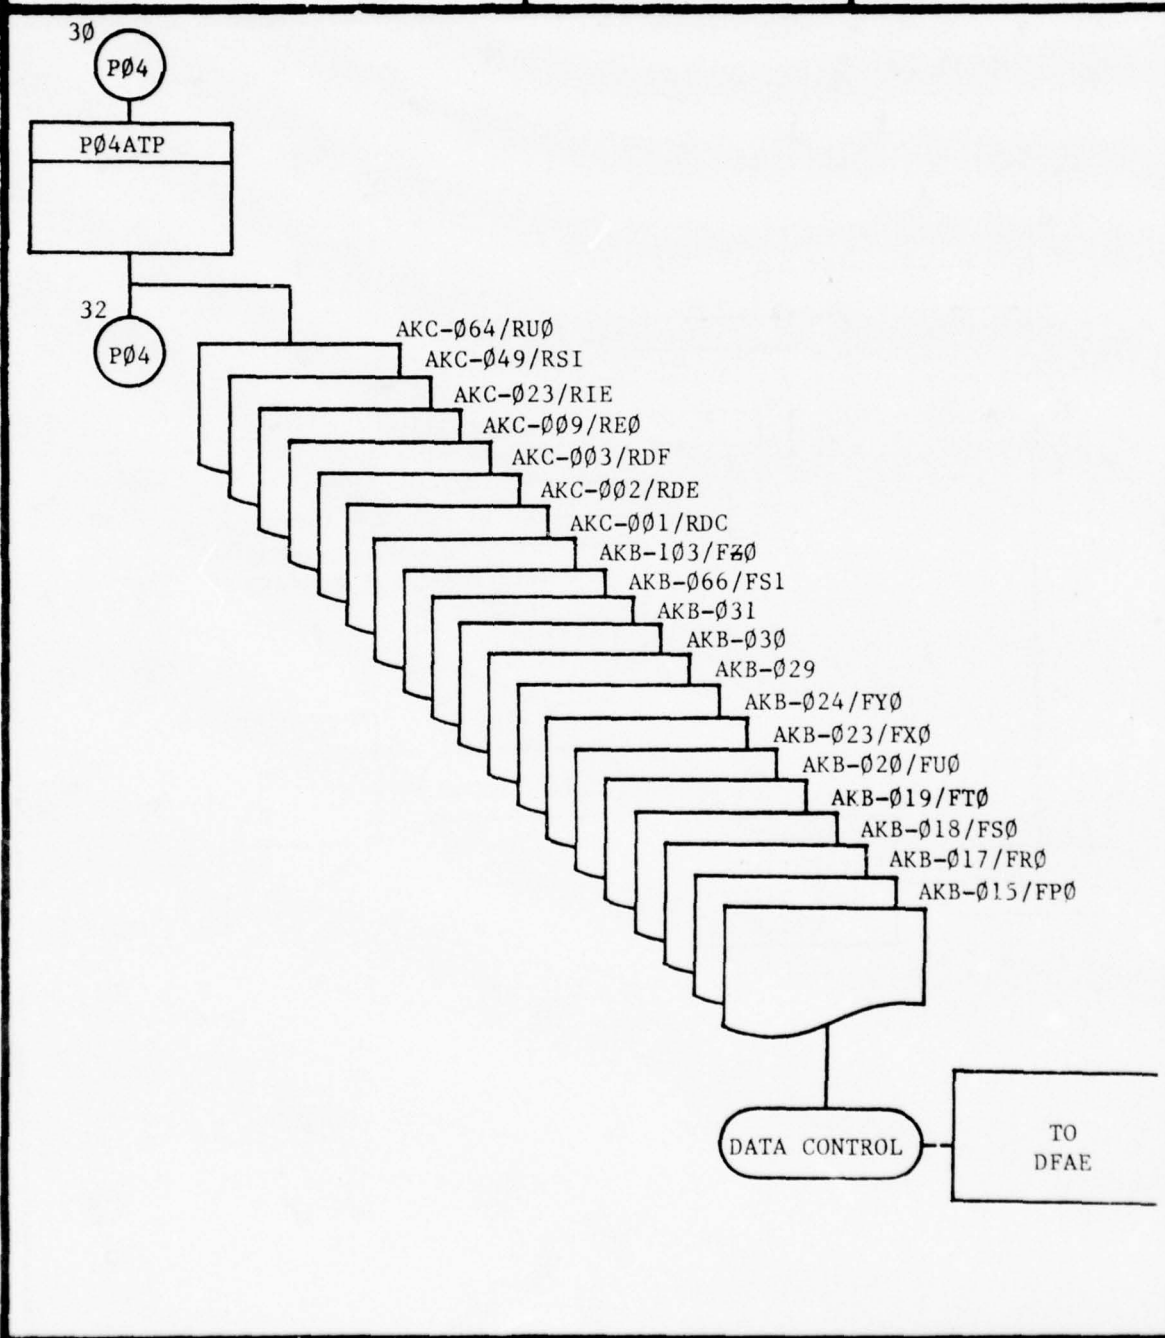 30
PØ4
PØ4ATP
32
PØ4
AKC-Ø64/RUØ
AKC-Ø49/RSI
AKC-Ø23/RIE
AKC-ØØ9/REØ
AKC-ØØ3/RDF
AKC-ØØ2/RDE
AKC-ØØ1/RDC
AKB-1Ø3/FƵØ
AKB-Ø66/FS1
AKB-Ø31
AKB-Ø3Ø
AKB-Ø29
AKB-Ø24/FYØ
AKB-Ø23/FXØ
AKB-Ø2Ø/FUØ
AKB-Ø19/FTØ
AKB-Ø18/FSØ
AKB-Ø17/FRØ
AKB-Ø15/FPØ
DATA CONTROL
TO
DFAE